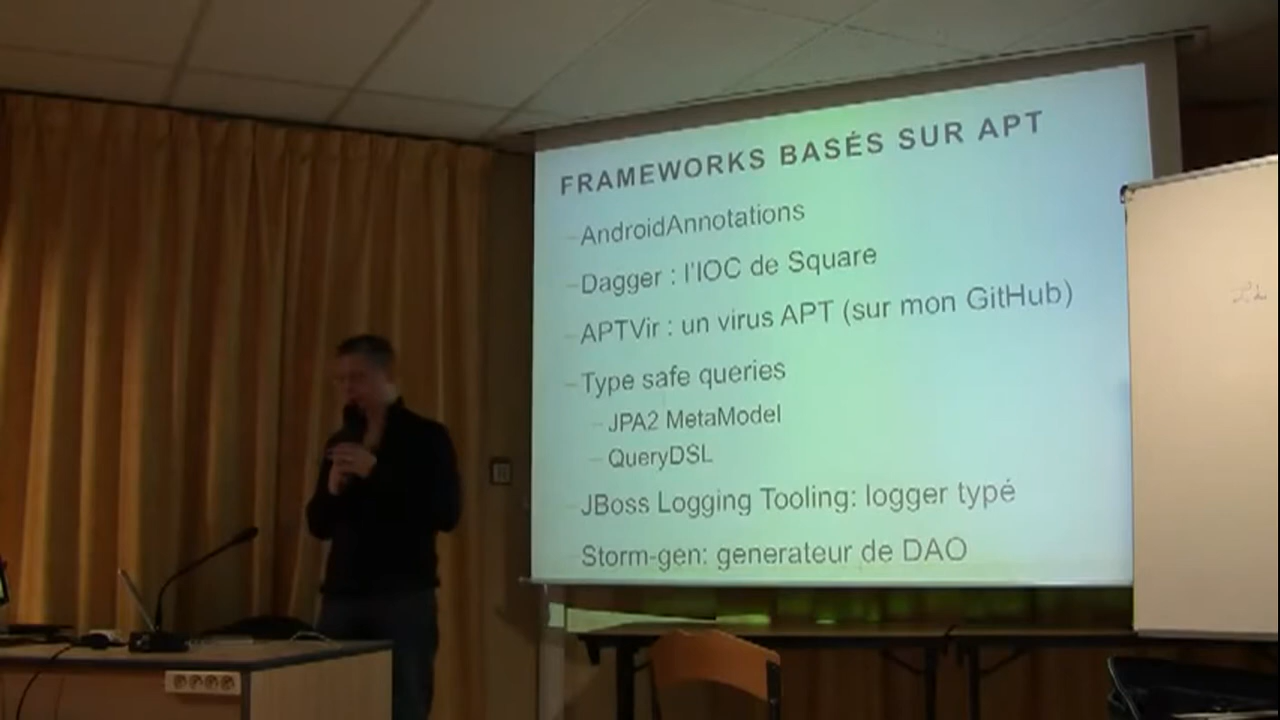 FRAMEWORKS BASÉS SUR APT
–AndroidAnnotations
–Dagger : l'IOC de Square
–APTVir : un virus APT (sur mon GitHub)
–Type safe queries
–JPA2 MetaModel
–QueryDSL
–JBoss Logging Tooling: logger typé
–Storm-gen: generateur de DAO